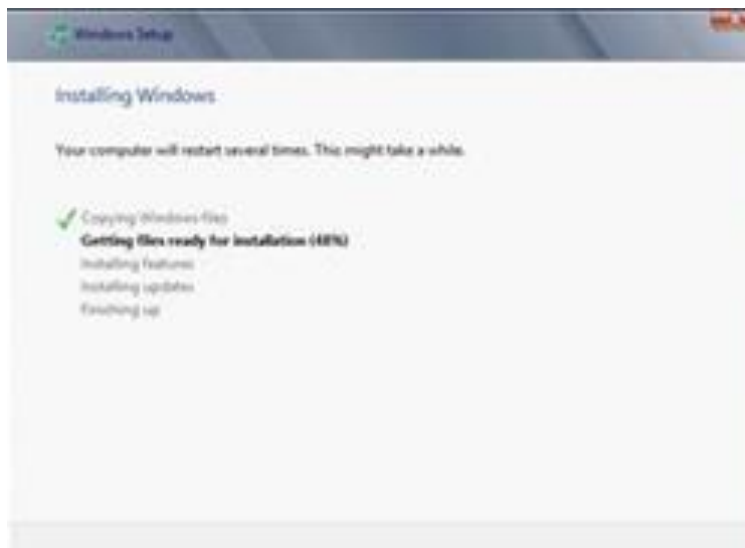 Windows Setup
Installing Windows
Your computer will restart several times. This might take a while.
Copying Windows files
Getting files ready for installation (48%)
Installing features
Installing updates
Finishing up